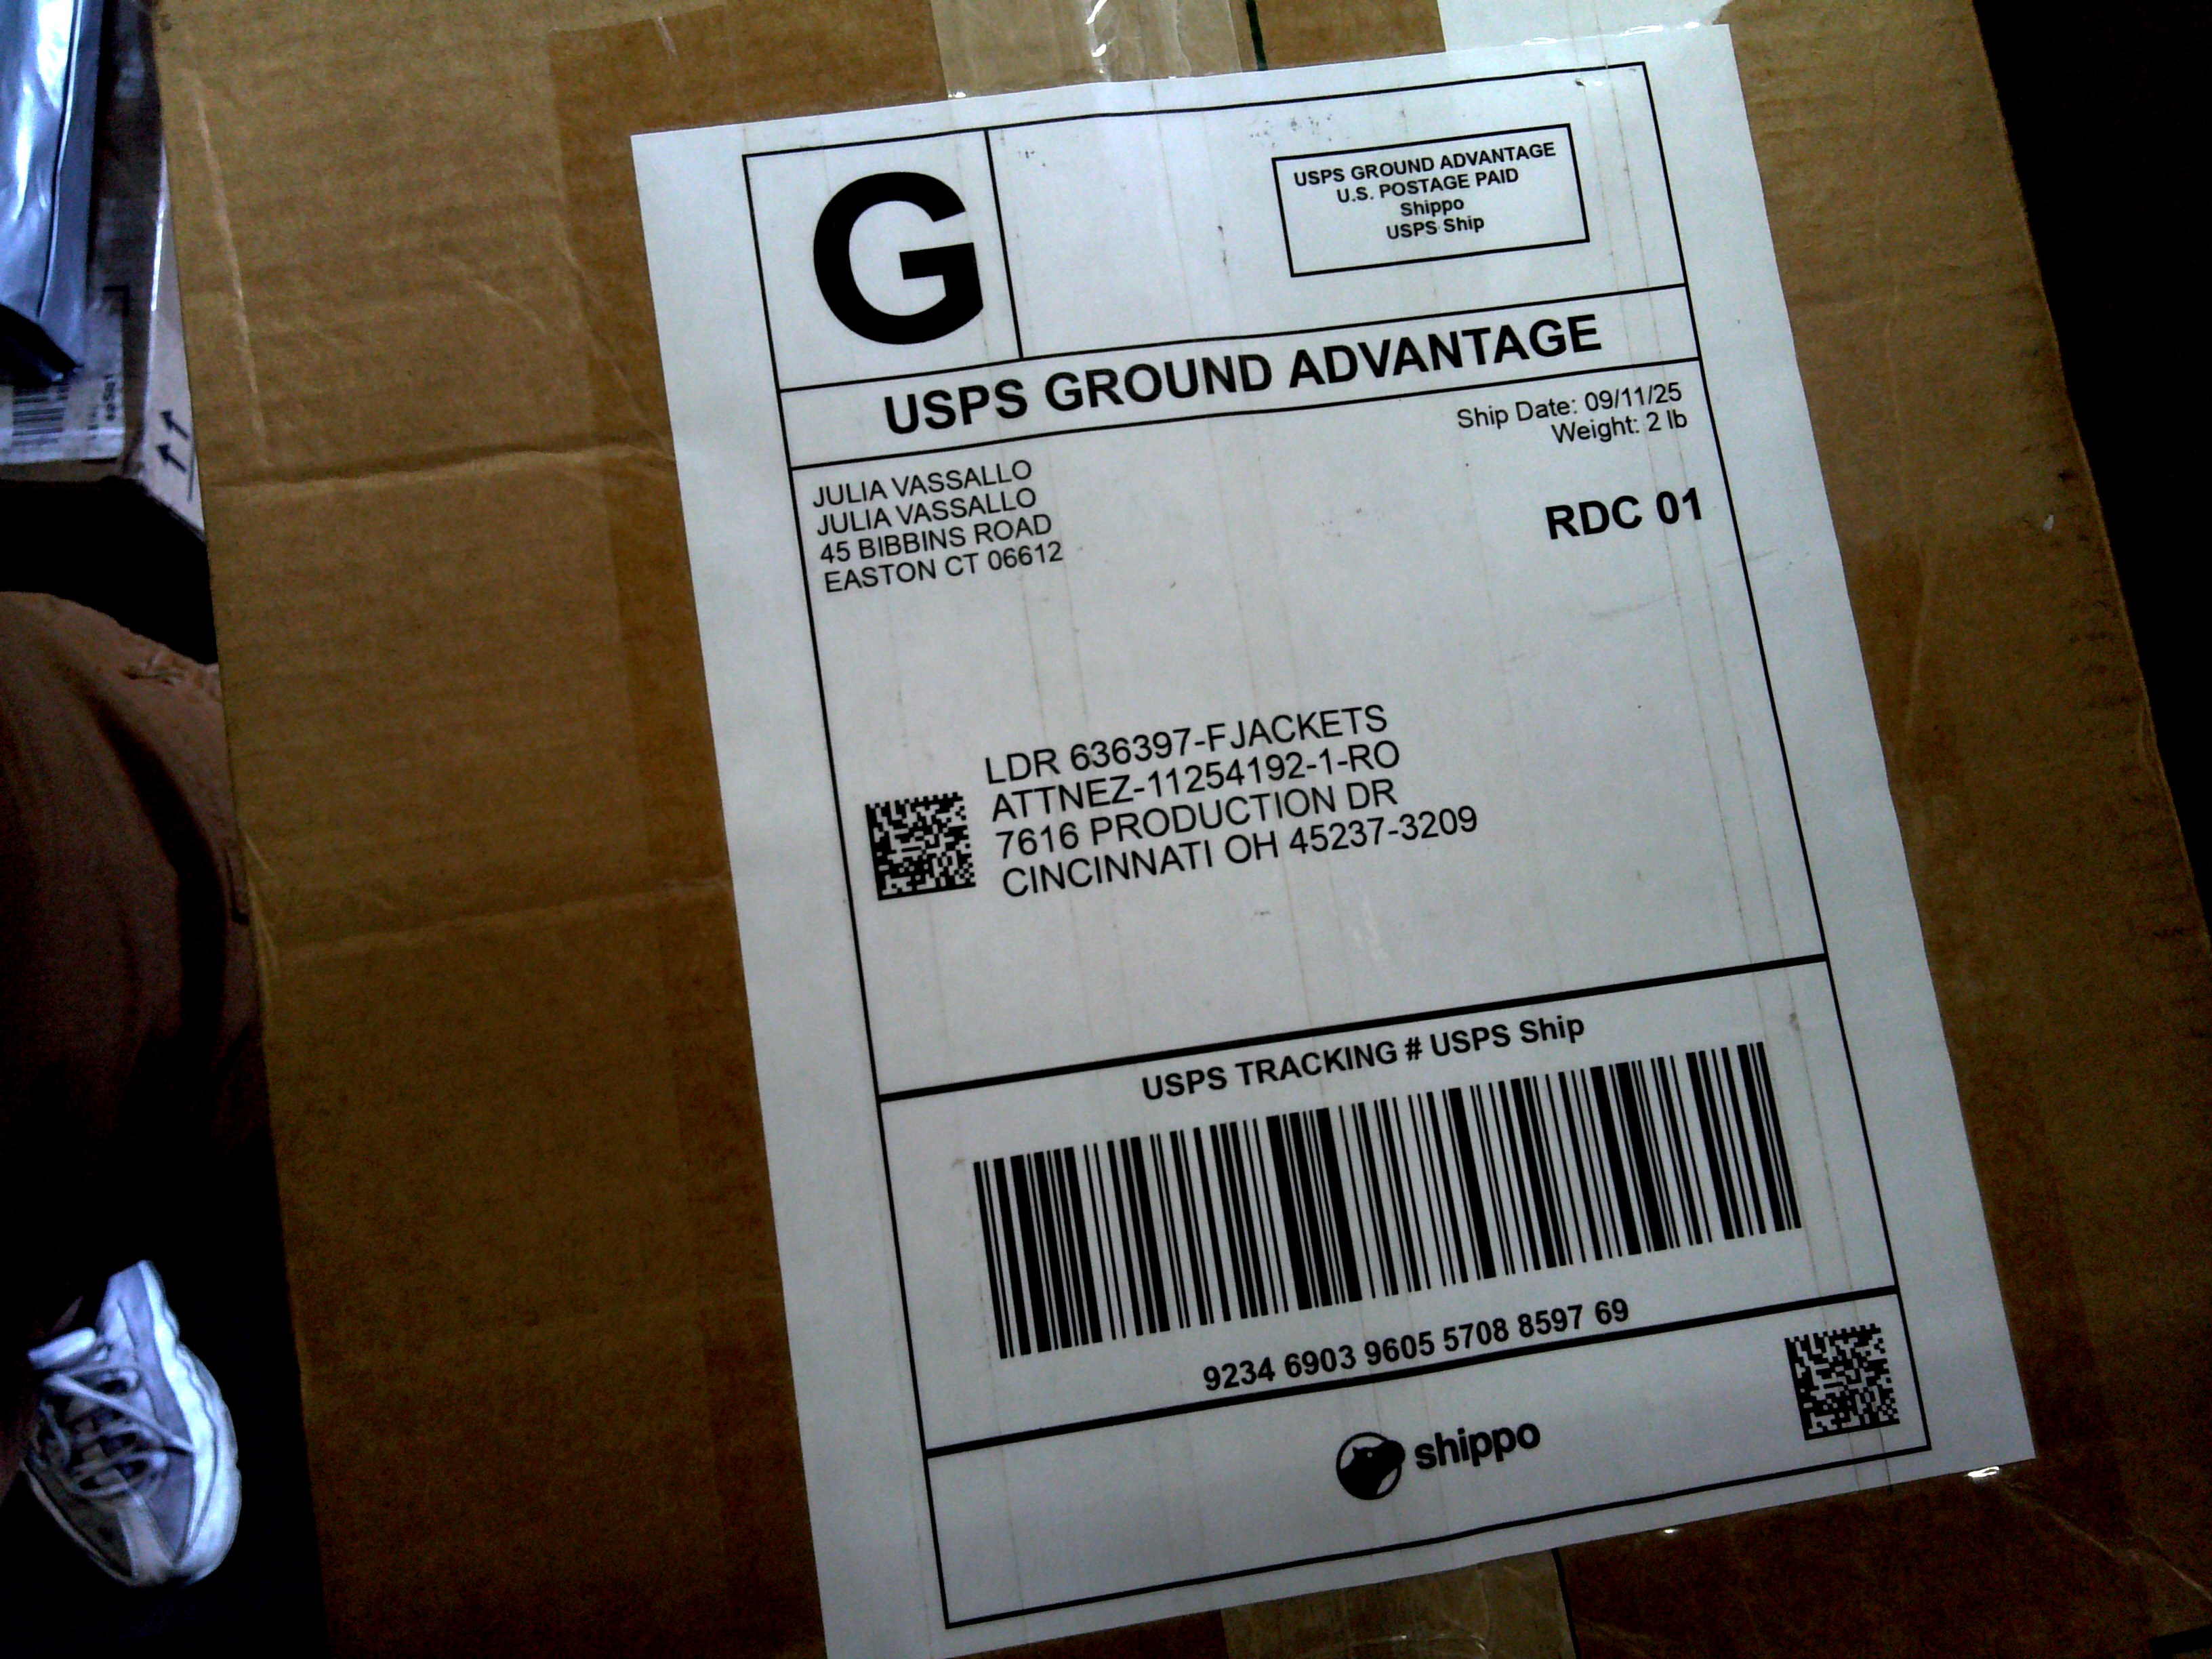 G
USPS GROUND ADVANTAGE
U.S. POSTAGE PAID
Shippo
USPS Ship
USPS GROUND ADVANTAGE
Ship Date: 09/11/25
Weight: 2 lb
JULIA VASSALLO
JULIA VASSALLO
45 BIBBINS ROAD
EASTON CT 06612
RDC 01
LDR 636397-FJACKETS
ATTNEZ-11254192-1-RO
7616 PRODUCTION DR
CINCINNATI OH 45237-3209
USPS TRACKING # USPS Ship
9234 6903 9605 5708 8597 69
shippo